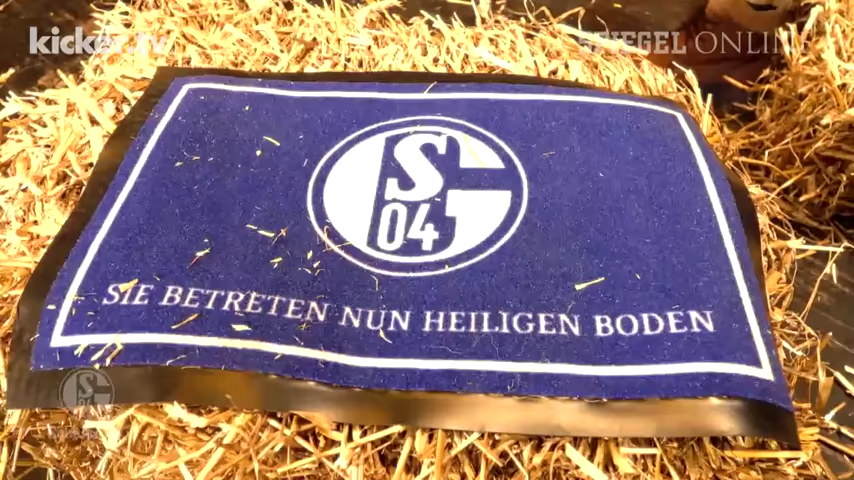 kicker.tv
SPIEGEL ONLINE
S
04
SIE BETRETEN NUN HEILIGEN BODEN